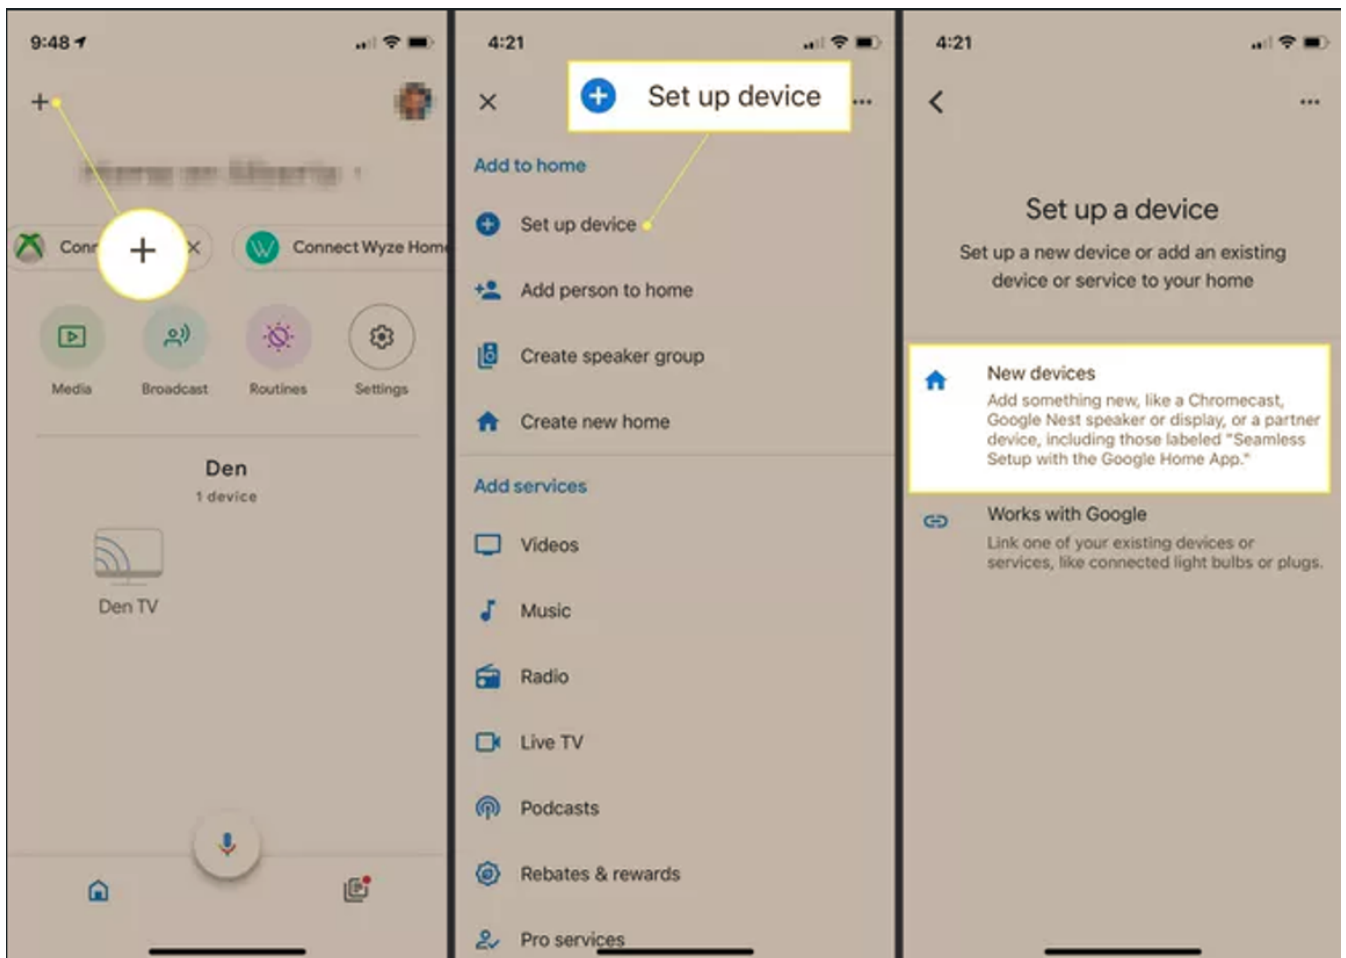 9:48
Conn
Connect Wyze Home
Media
Broadcast
Routines
Settings
Den
1 device
Den TV
4:21
Set up device
Add to home
Set up device
Add person to home
Create speaker group
Create new home
Add services
Videos
Music
Radio
Live TV
Podcasts
Rebates & rewards
Pro services
4:21
Set up a device
Set up a new device or add an existing
device or service to your home
New devices
Add something new, like a Chromecast,
Google Nest speaker or display, or a partner
device, including those labeled "Seamless
Setup with the Google Home App."
Works with Google
Link one of your existing devices or
services, like connected light bulbs or plugs.